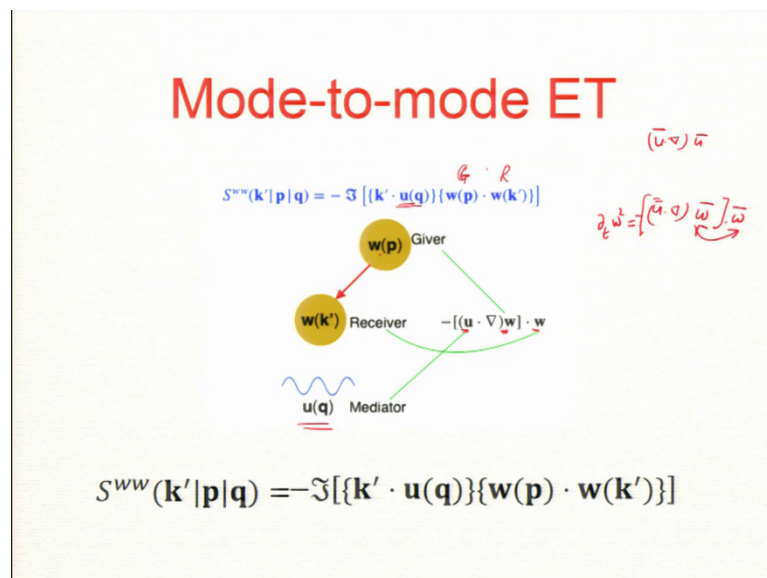 Mode-to-mode ET
(ū·∇) ū
G · R
S^{ww}(𝐤′|𝐩|𝐪) = − ℑ [{𝐤′ · 𝐮(𝐪)}{𝐰(𝐩) · 𝐰(𝐤′)}]
∂_t w² = -[(ū·∇) w̄]·w̄
w(p) Giver
w(k′) Receiver −[(u · ∇)w] · w
u(q) Mediator
S^{ww}(𝐤′|𝐩|𝐪) =−ℑ[{𝐤′ · 𝐮(𝐪)}{𝐰(𝐩) · 𝐰(𝐤′)}]